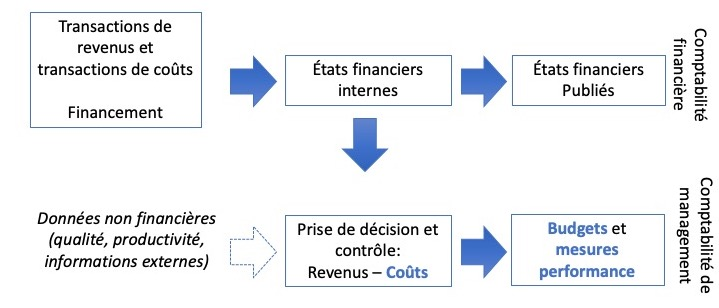 Transactions de
revenus et
transactions de coûts
Financement
États financiers
internes
États financiers
Publiés
Comptabilité
financière
Données non financières
(qualité, productivité,
informations externes)
Prise de décision et
contrôle:
Revenus – Coûts
Budgets et
mesures
performance
Comptabilité de
management